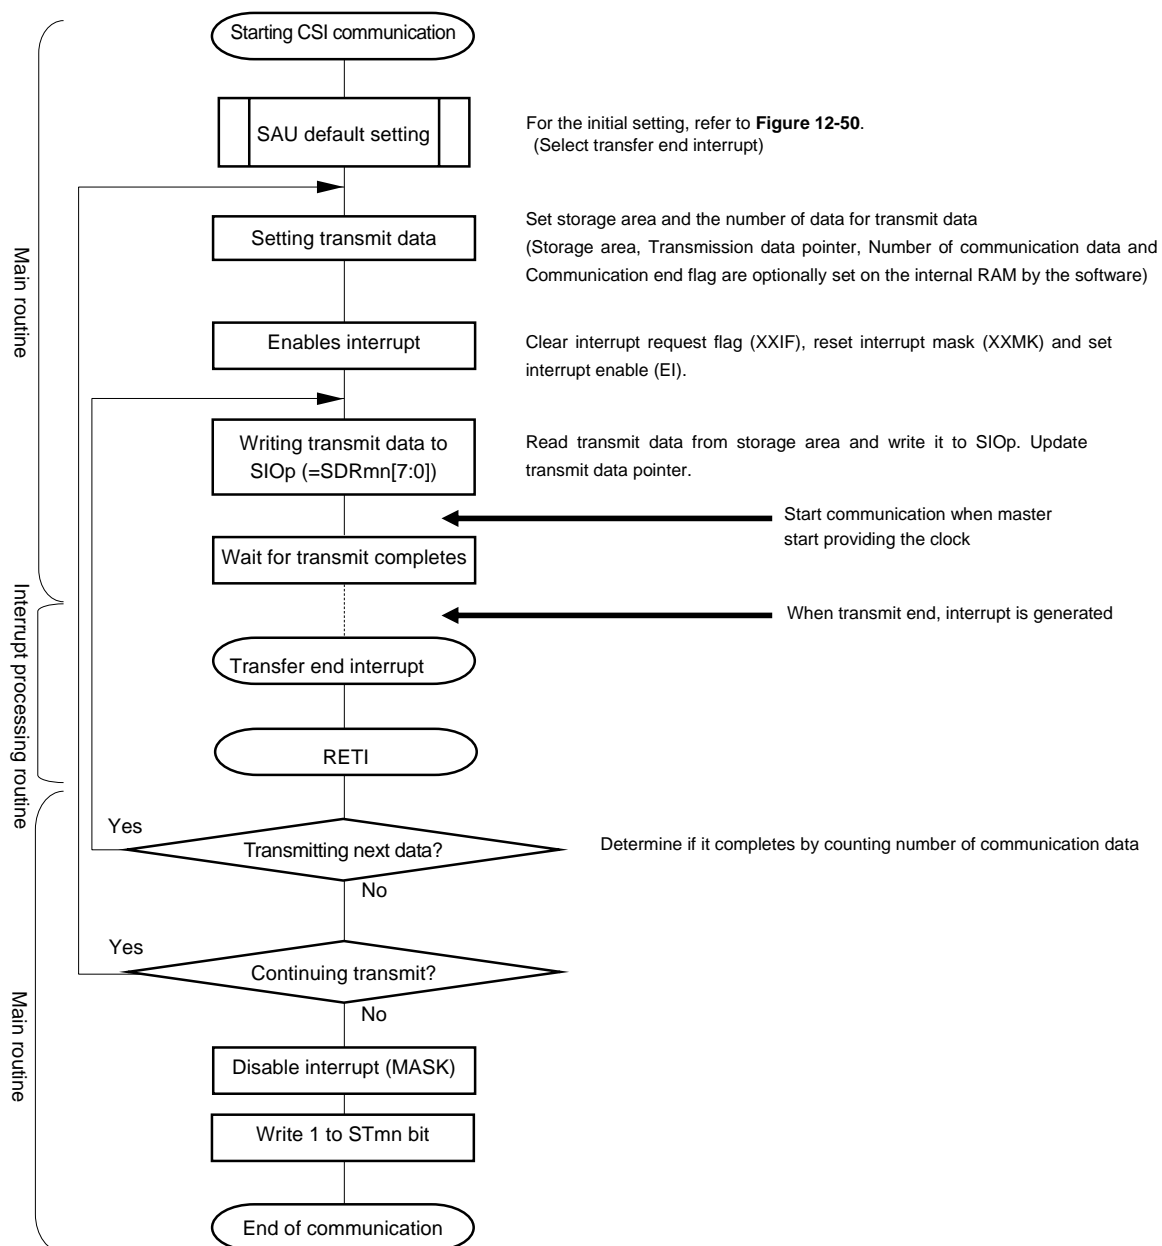 Starting CSI communication
SAU default setting
For the initial setting, refer to Figure 12-50.
(Select transfer end interrupt)
Setting transmit data
Set storage area and the number of data for transmit data
(Storage area, Transmission data pointer, Number of communication data and
Communication end flag are optionally set on the internal RAM by the software)
Main routine
Enables interrupt
Clear interrupt request flag (XXIF), reset interrupt mask (XXMK) and set
interrupt enable (EI).
Writing transmit data to
SIOp (=SDRmn[7:0])
Read transmit data from storage area and write it to SIOp. Update
transmit data pointer.
Start communication when master
start providing the clock
Wait for transmit completes
When transmit end, interrupt is generated
Interrupt processing routine
Transfer end interrupt
RETI
Yes
Transmitting next data?
Determine if it completes by counting number of communication data
No
Yes
Continuing transmit?
No
Main routine
Disable interrupt (MASK)
Write 1 to STmn bit
End of communication